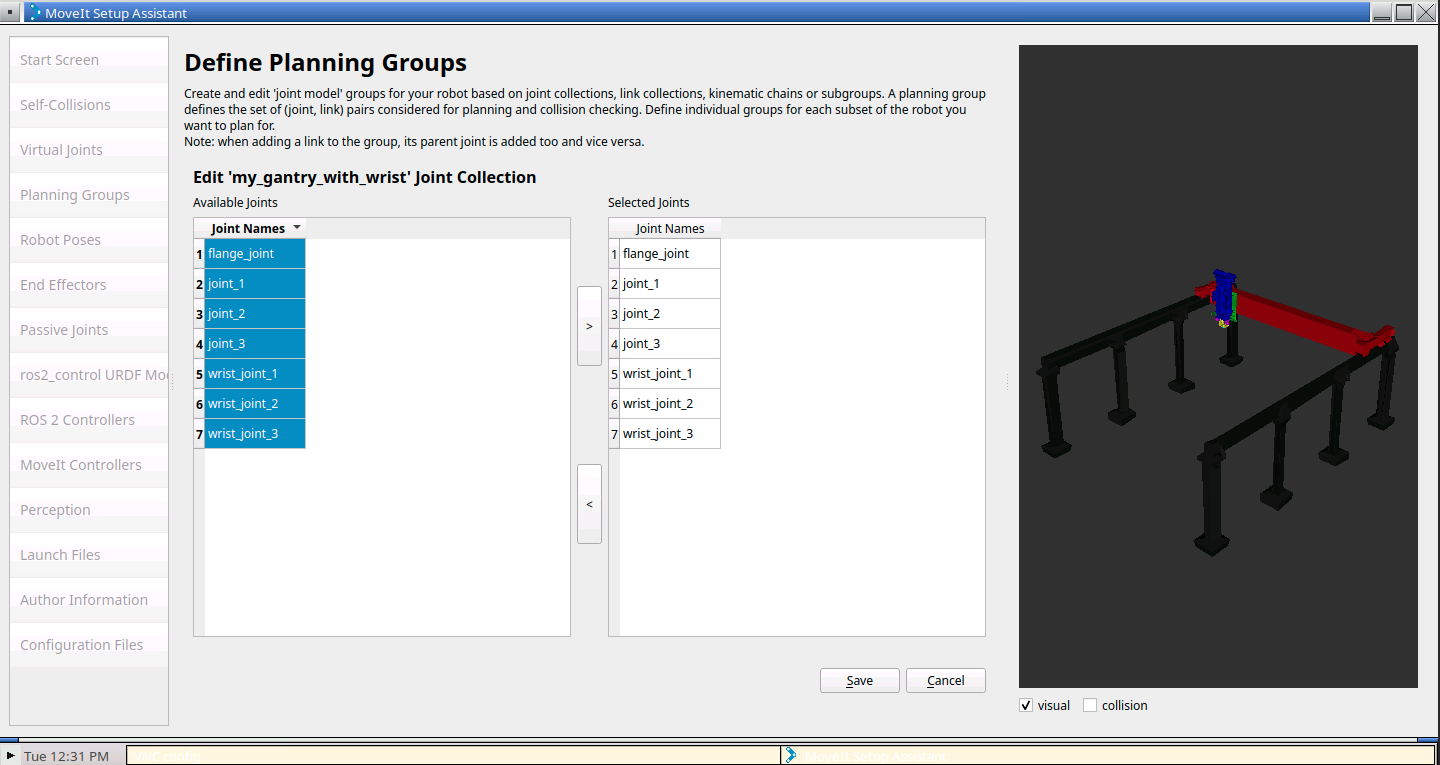 MoveIt Setup Assistant
Start Screen
Self-Collisions
Virtual Joints
Planning Groups
Robot Poses
End Effectors
Passive Joints
ros2_control URDF Mo
ROS 2 Controllers
MoveIt Controllers
Perception
Launch Files
Author Information
Configuration Files
Define Planning Groups
Create and edit 'joint model' groups for your robot based on joint collections, link collections, kinematic chains or subgroups. A planning group
defines the set of (joint, link) pairs considered for planning and collision checking. Define individual groups for each subset of the robot you
want to plan for.
Note: when adding a link to the group, its parent joint is added too and vice versa.
Edit 'my_gantry_with_wrist' Joint Collection
Available Joints
Joint Names
1 flange_joint
2 joint_1
3 joint_2
4 joint_3
5 wrist_joint_1
6 wrist_joint_2
7 wrist_joint_3
>
<
Selected Joints
Joint Names
1 flange_joint
2 joint_1
3 joint_2
4 joint_3
5 wrist_joint_1
6 wrist_joint_2
7 wrist_joint_3
Save
Cancel
visual
collision
Tue 12:31 PM
MoveIt Setup Assistant